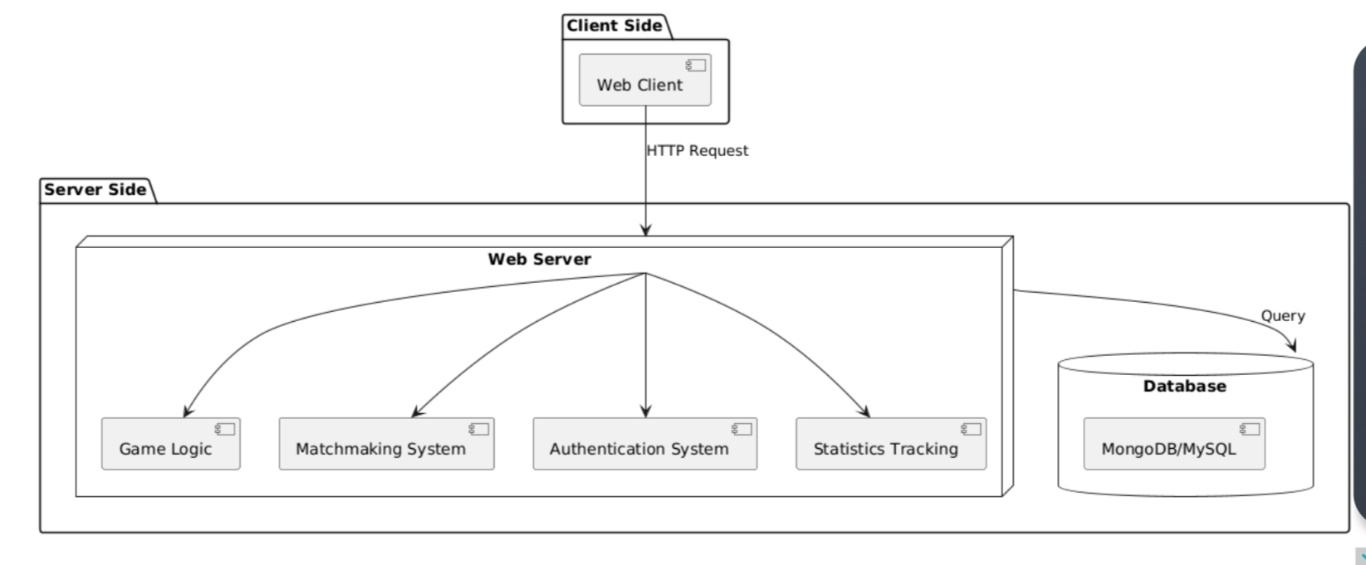 Client Side
Web Client
HTTP Request
Server Side
Web Server
Query
Database
Game Logic
Matchmaking System
Authentication System
Statistics Tracking
MongoDB/MySQL